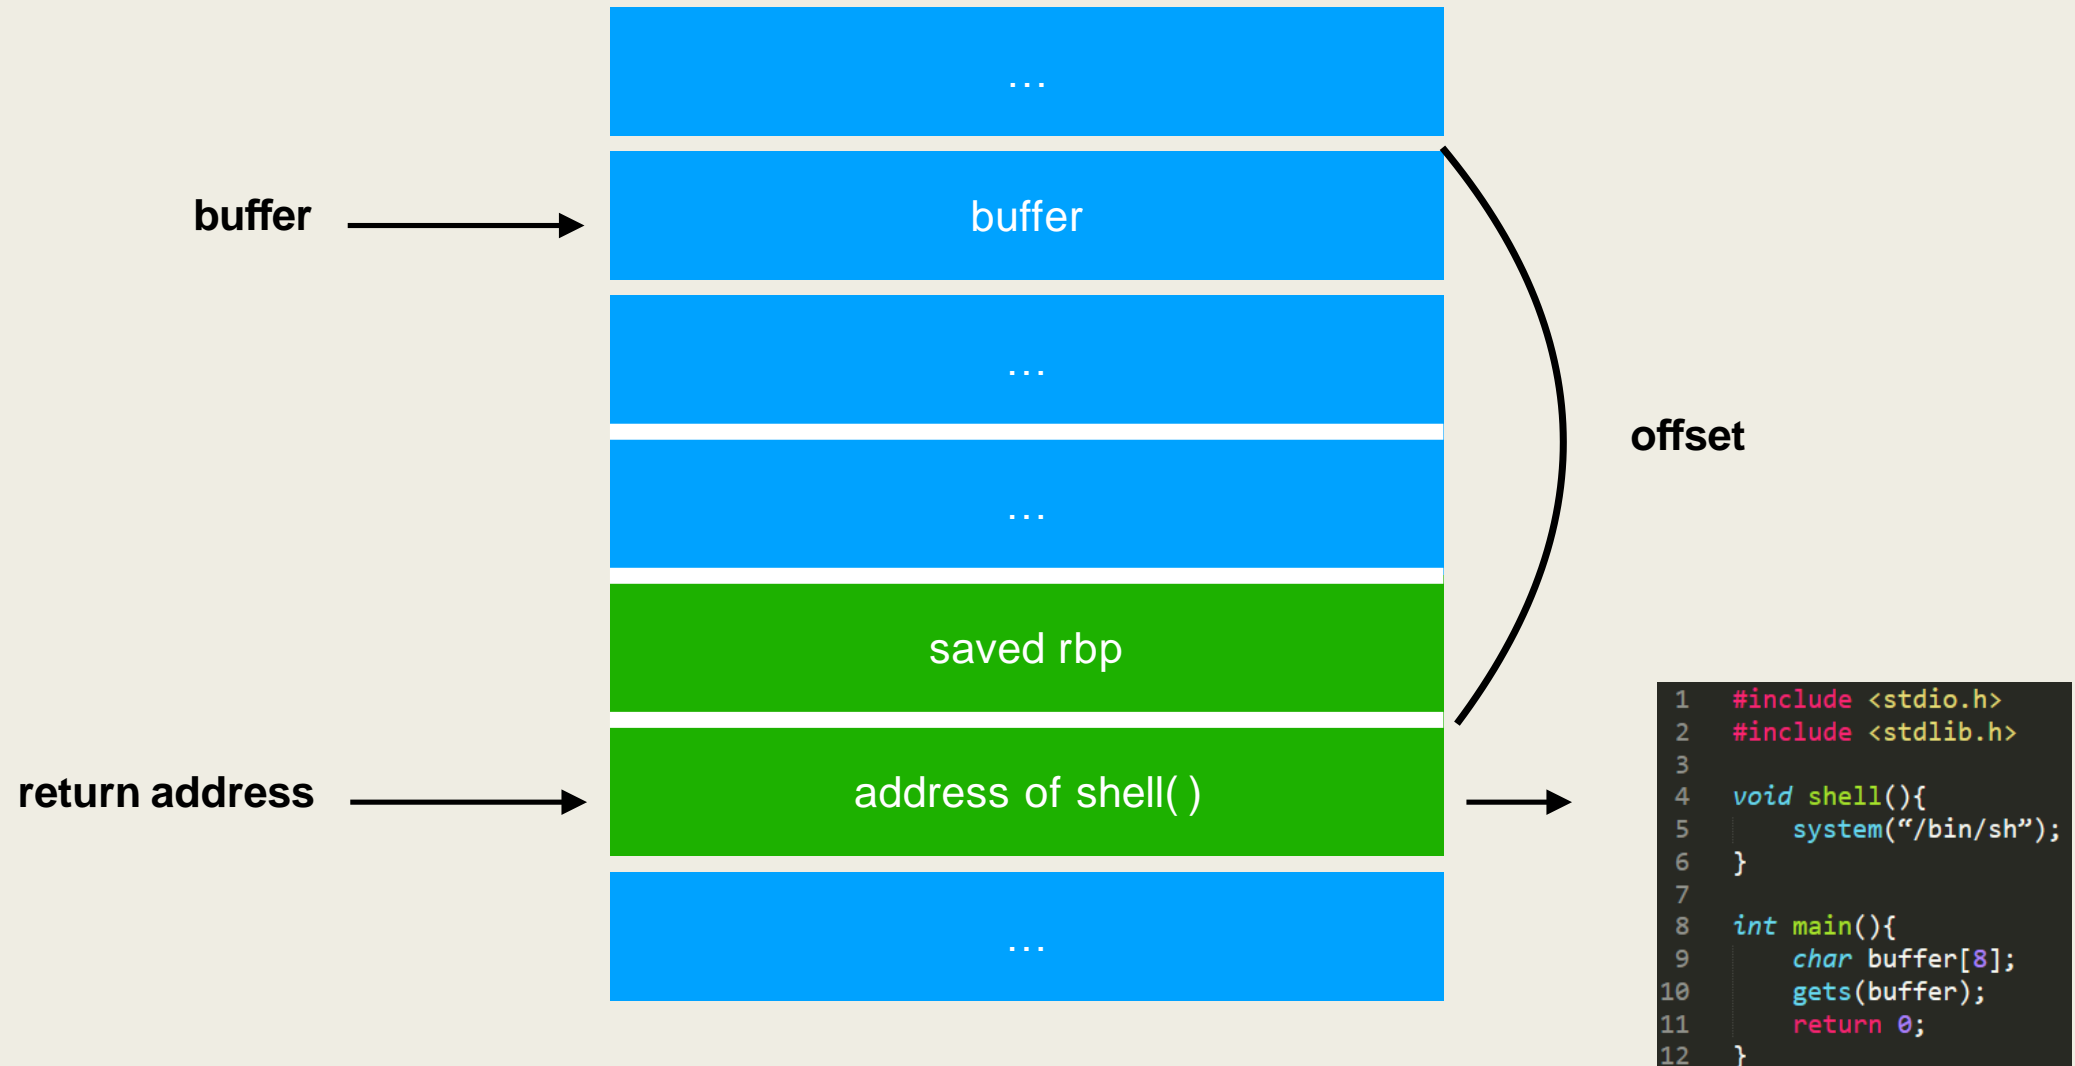 ...
buffer
buffer
...
offset
...
saved rbp
return address
address of shell( )
...
1 #include <stdio.h>
2 #include <stdlib.h>
3
4 void shell(){
5     system(“/bin/sh”);
6 }
7
8 int main(){
9     char buffer[8];
10     gets(buffer);
11     return 0;
12 }